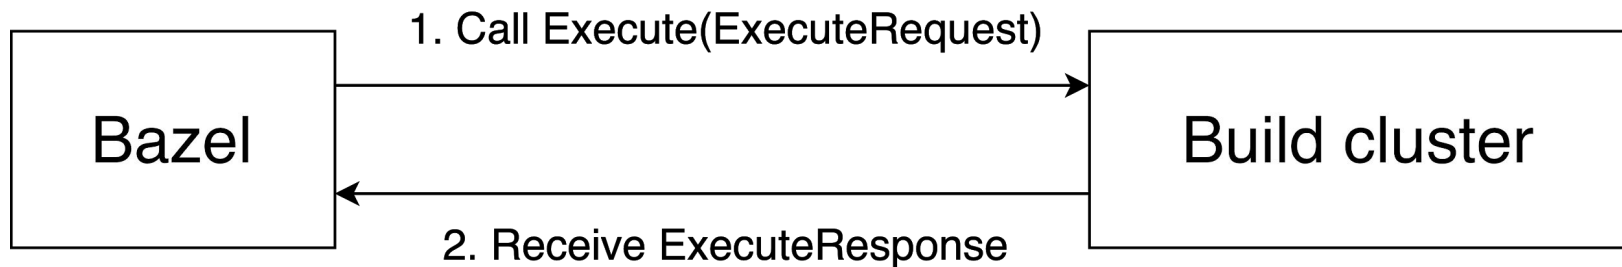 1. Call Execute(ExecuteRequest)
Bazel
Build cluster
2. Receive ExecuteResponse